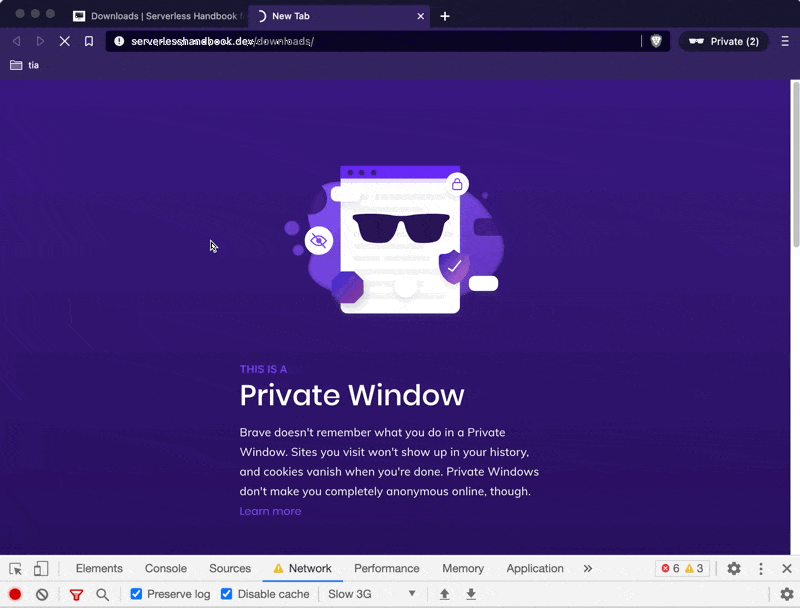 Downloads | Serverless Handbook
New Tab
serverlesshandbook.dev/downloads/
Private (2)
tia
THIS IS A
Private Window
Brave doesn't remember what you do in a Private
Window. Sites you visit won't show up in your history,
and cookies vanish when you're done. Private Windows
don't make you completely anonymous online, though.
Learn more
Elements Console Sources Network Performance Memory Application » 6 3
Preserve log Disable cache Slow 3G